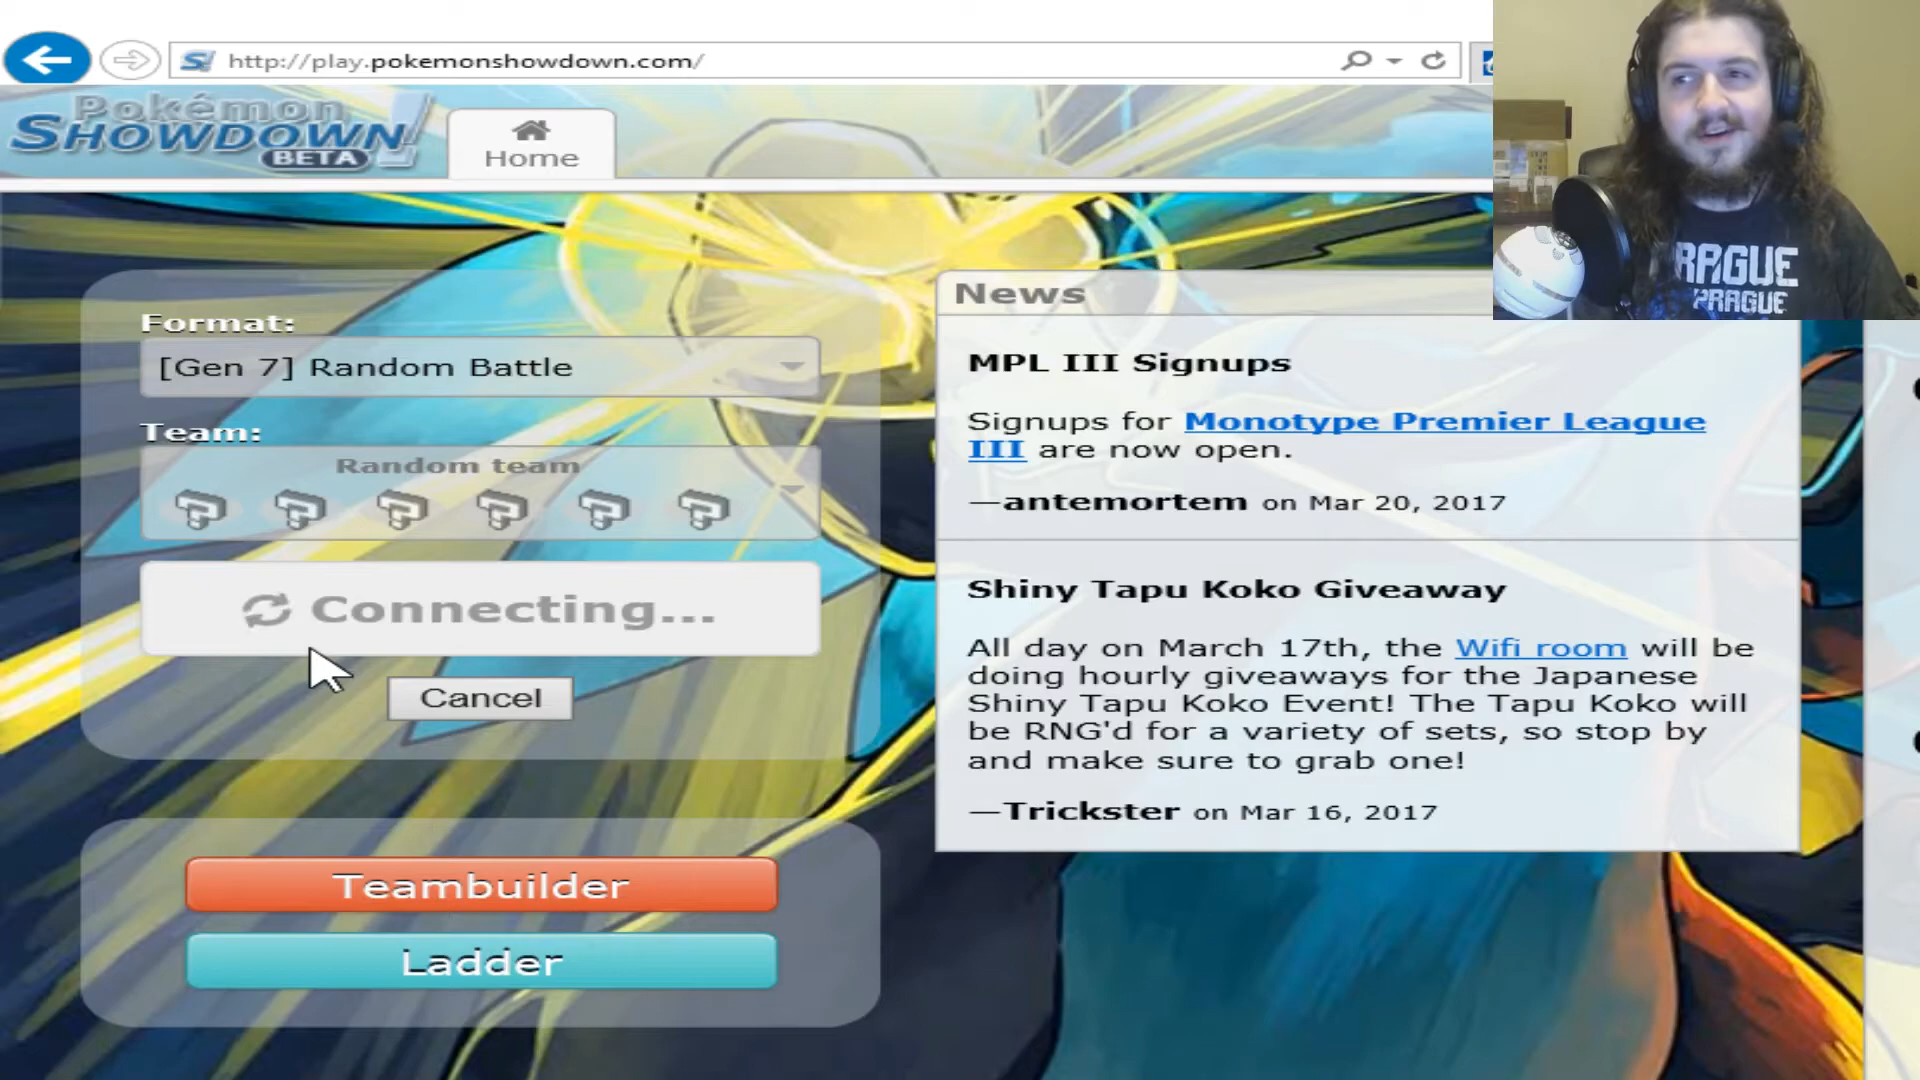 http://play.pokemonshowdown.com/
Pokémon
SHOWDOWN!
BETA
Home
Format:
[Gen 7] Random Battle
Team:
Random team
Connecting...
Cancel
Teambuilder
Ladder
News
MPL III Signups
Signups for Monotype Premier League
III are now open.
—antemortem on Mar 20, 2017
Shiny Tapu Koko Giveaway
All day on March 17th, the Wifi room will be
doing hourly giveaways for the Japanese
Shiny Tapu Koko Event! The Tapu Koko will
be RNG'd for a variety of sets, so stop by
and make sure to grab one!
—Trickster on Mar 16, 2017
PRAGUE
PRAGUE